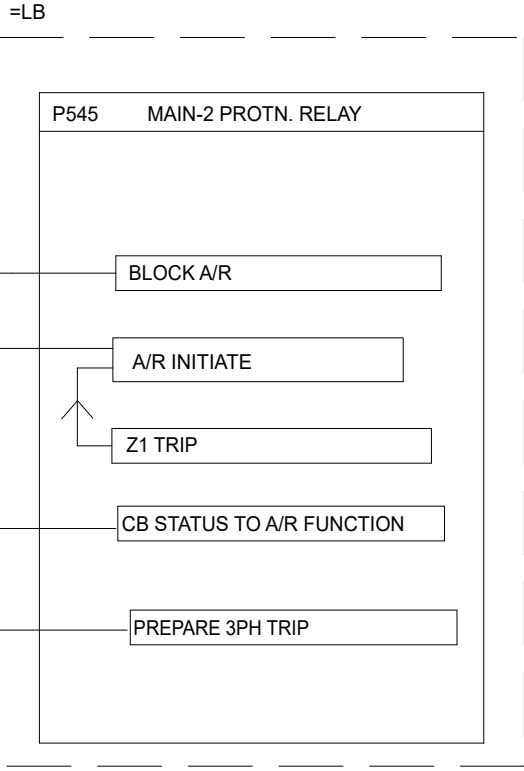 =LB
P545 MAIN-2 PROTN. RELAY
BLOCK A/R
A/R INITIATE
Z1 TRIP
CB STATUS TO A/R FUNCTION
PREPARE 3PH TRIP